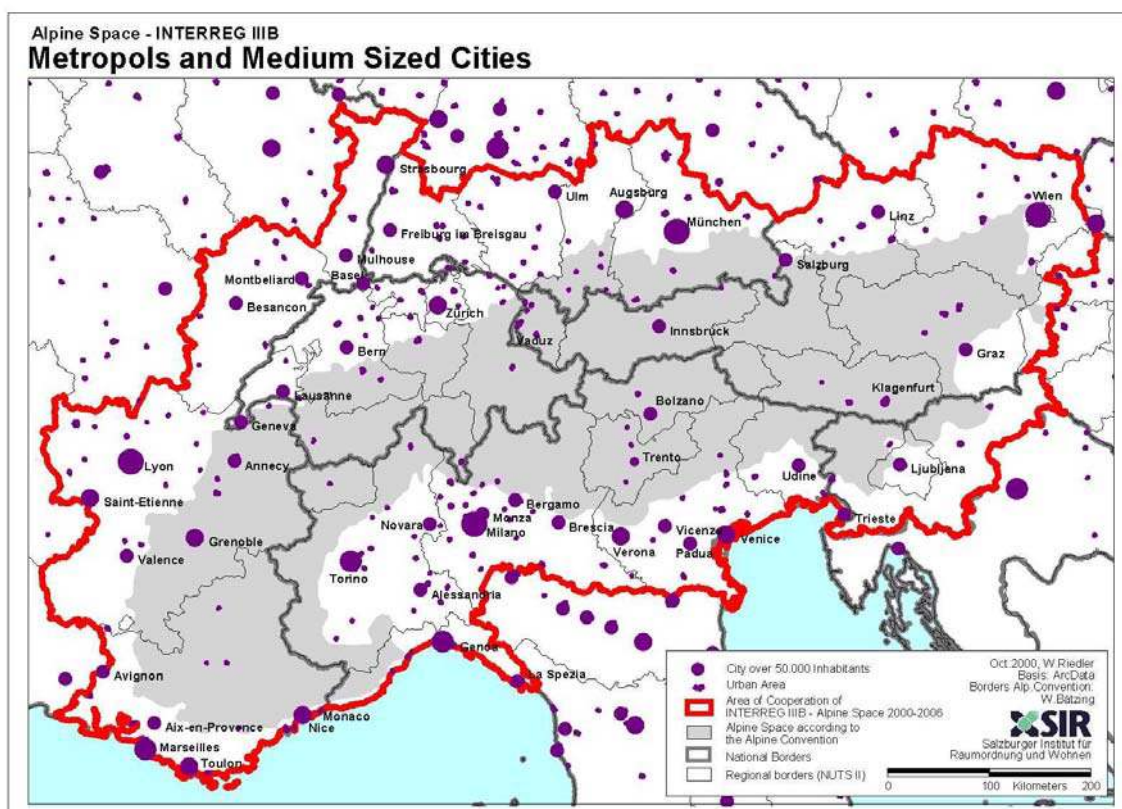 Alpine Space - INTERREG IIIB
Metropols and Medium Sized Cities
Strasbourg
Ulm
Augsburg
München
Linz
Wien
Freiburg im Breisgau
Mulhouse
Basel
Montbeliard
Besancon
Zürich
Salzburg
Vaduz
Innsbruck
Bern
Graz
Lausanne
Klagenfurt
Bolzano
Geneva
Lyon
Annecy
Trento
Udine
Ljubljana
Saint-Etienne
Bergamo
Novara
Monza
Milano
Brescia
Vicenza
Trieste
Grenoble
Verona
Padua
Venice
Valence
Torino
Alessandria
Genoa
Avignon
La Spezia
Aix-en-Provence
Monaco
Nice
Marseilles
Toulon
City over 50.000 Inhabitants
Urban Area
Area of Cooperation of
INTERREG IIIB - Alpine Space 2000-2006
Alpine Space according to
the Alpine Convention
National Borders
Regional borders (NUTS II)
Oct.2000, W.Riedler
Basis: ArcData
Borders Alp.Convention:
W.Bätzing
SIR
Salzburger Institut für
Raumordnung und Wohnen
0 100 200
Kilometers